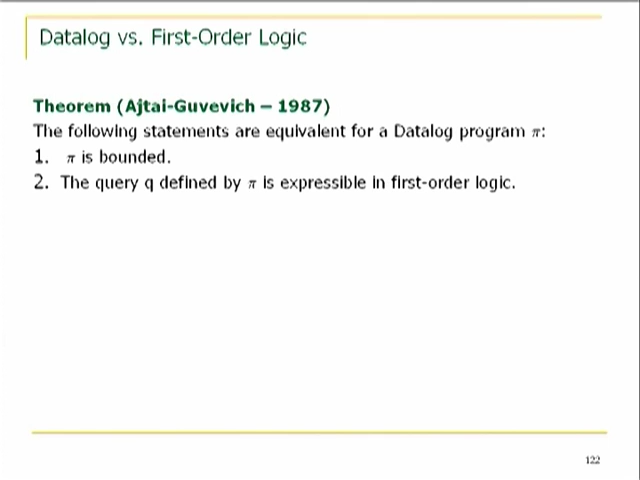 Datalog vs. First-Order Logic
Theorem (Ajtai-Guvevich – 1987)
The following statements are equivalent for a Datalog program π:
1. π is bounded.
2. The query q defined by π is expressible in first-order logic.
122